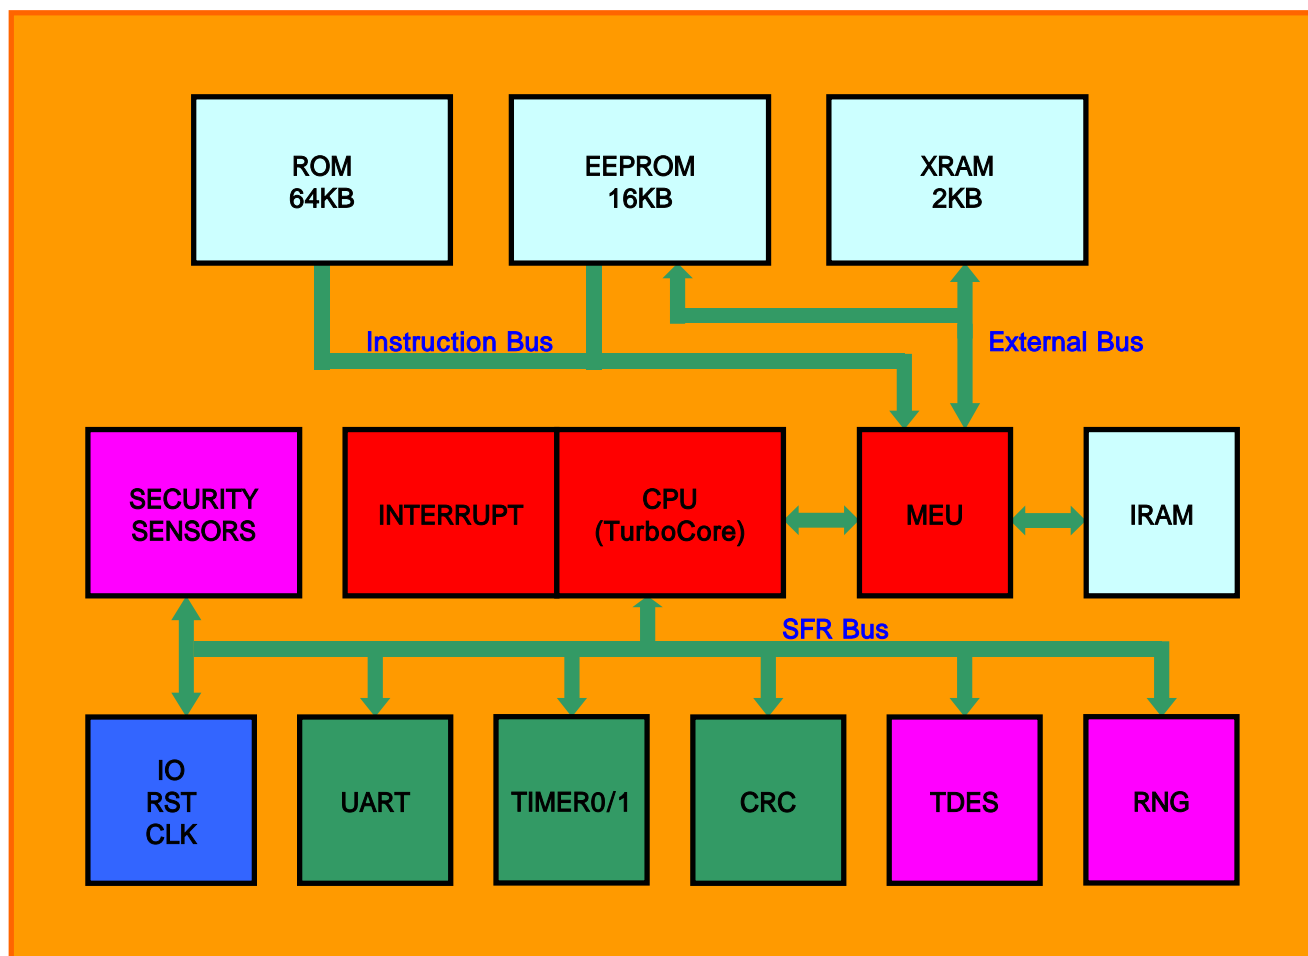 ROM
64KB
EEPROM
16KB
XRAM
2KB
Instruction Bus
External Bus
SECURITY
SENSORS
INTERRUPT
CPU
(TurboCore)
MEU
IRAM
SFR Bus
IO
RST
CLK
UART
TIMER0/1
CRC
TDES
RNG